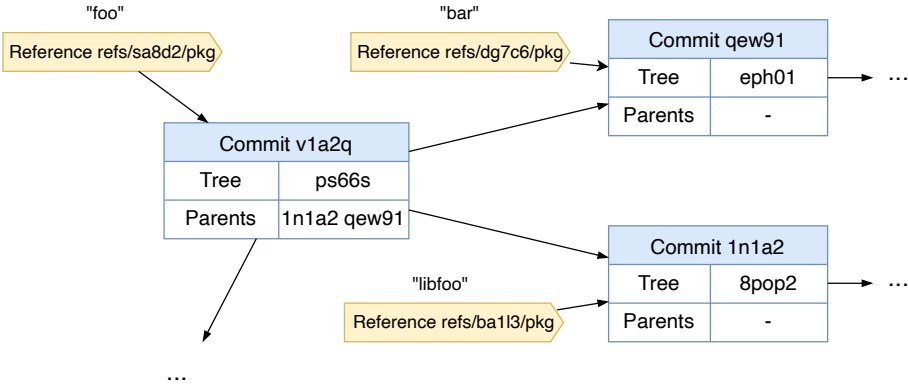 "foo"
Reference refs/sa8d2/pkg
"bar"
Reference refs/dg7c6/pkg
Commit qew91
Tree eph01
...
Parents -
Commit v1a2q
Tree ps66s
Parents 1n1a2 qew91
...
"libfoo"
Reference refs/ba1l3/pkg
Commit 1n1a2
Tree 8pop2
...
Parents -